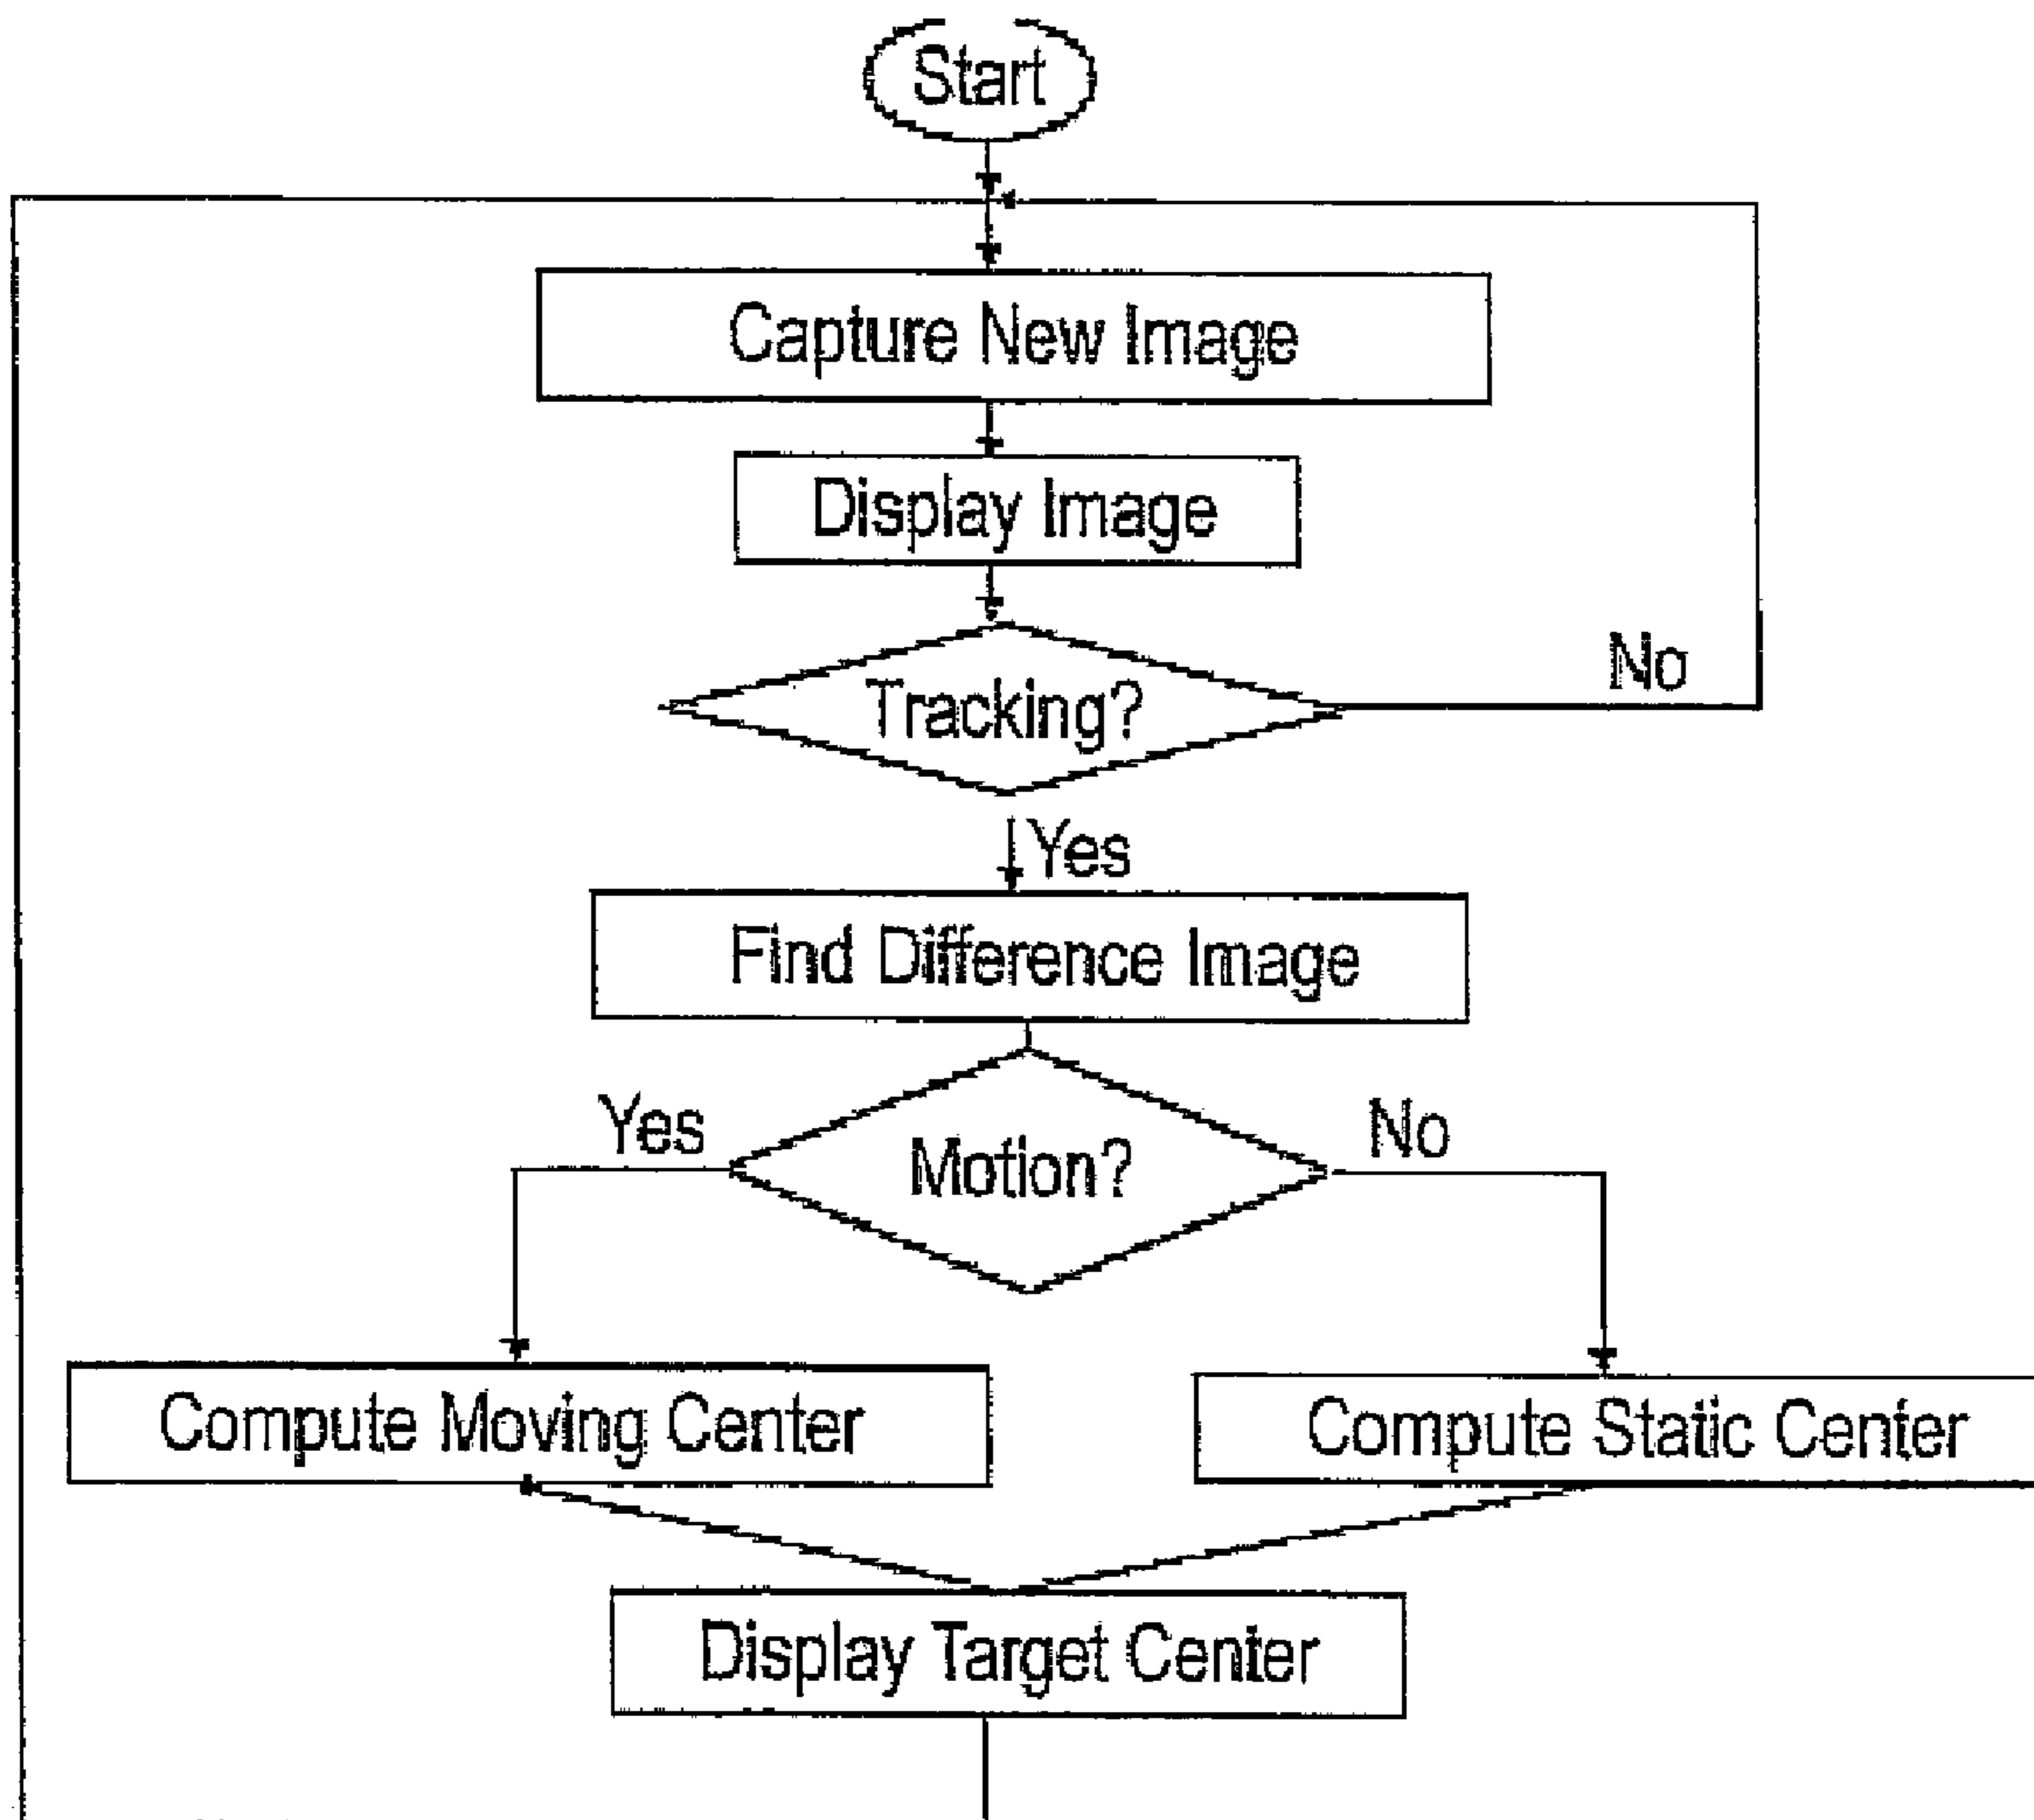 Start
Capture New Image
Display Image
Tracking?
No
Yes
Find Difference Image
Yes
Motion?
No
Compute Moving Center
Compute Static Center
Display Target Center